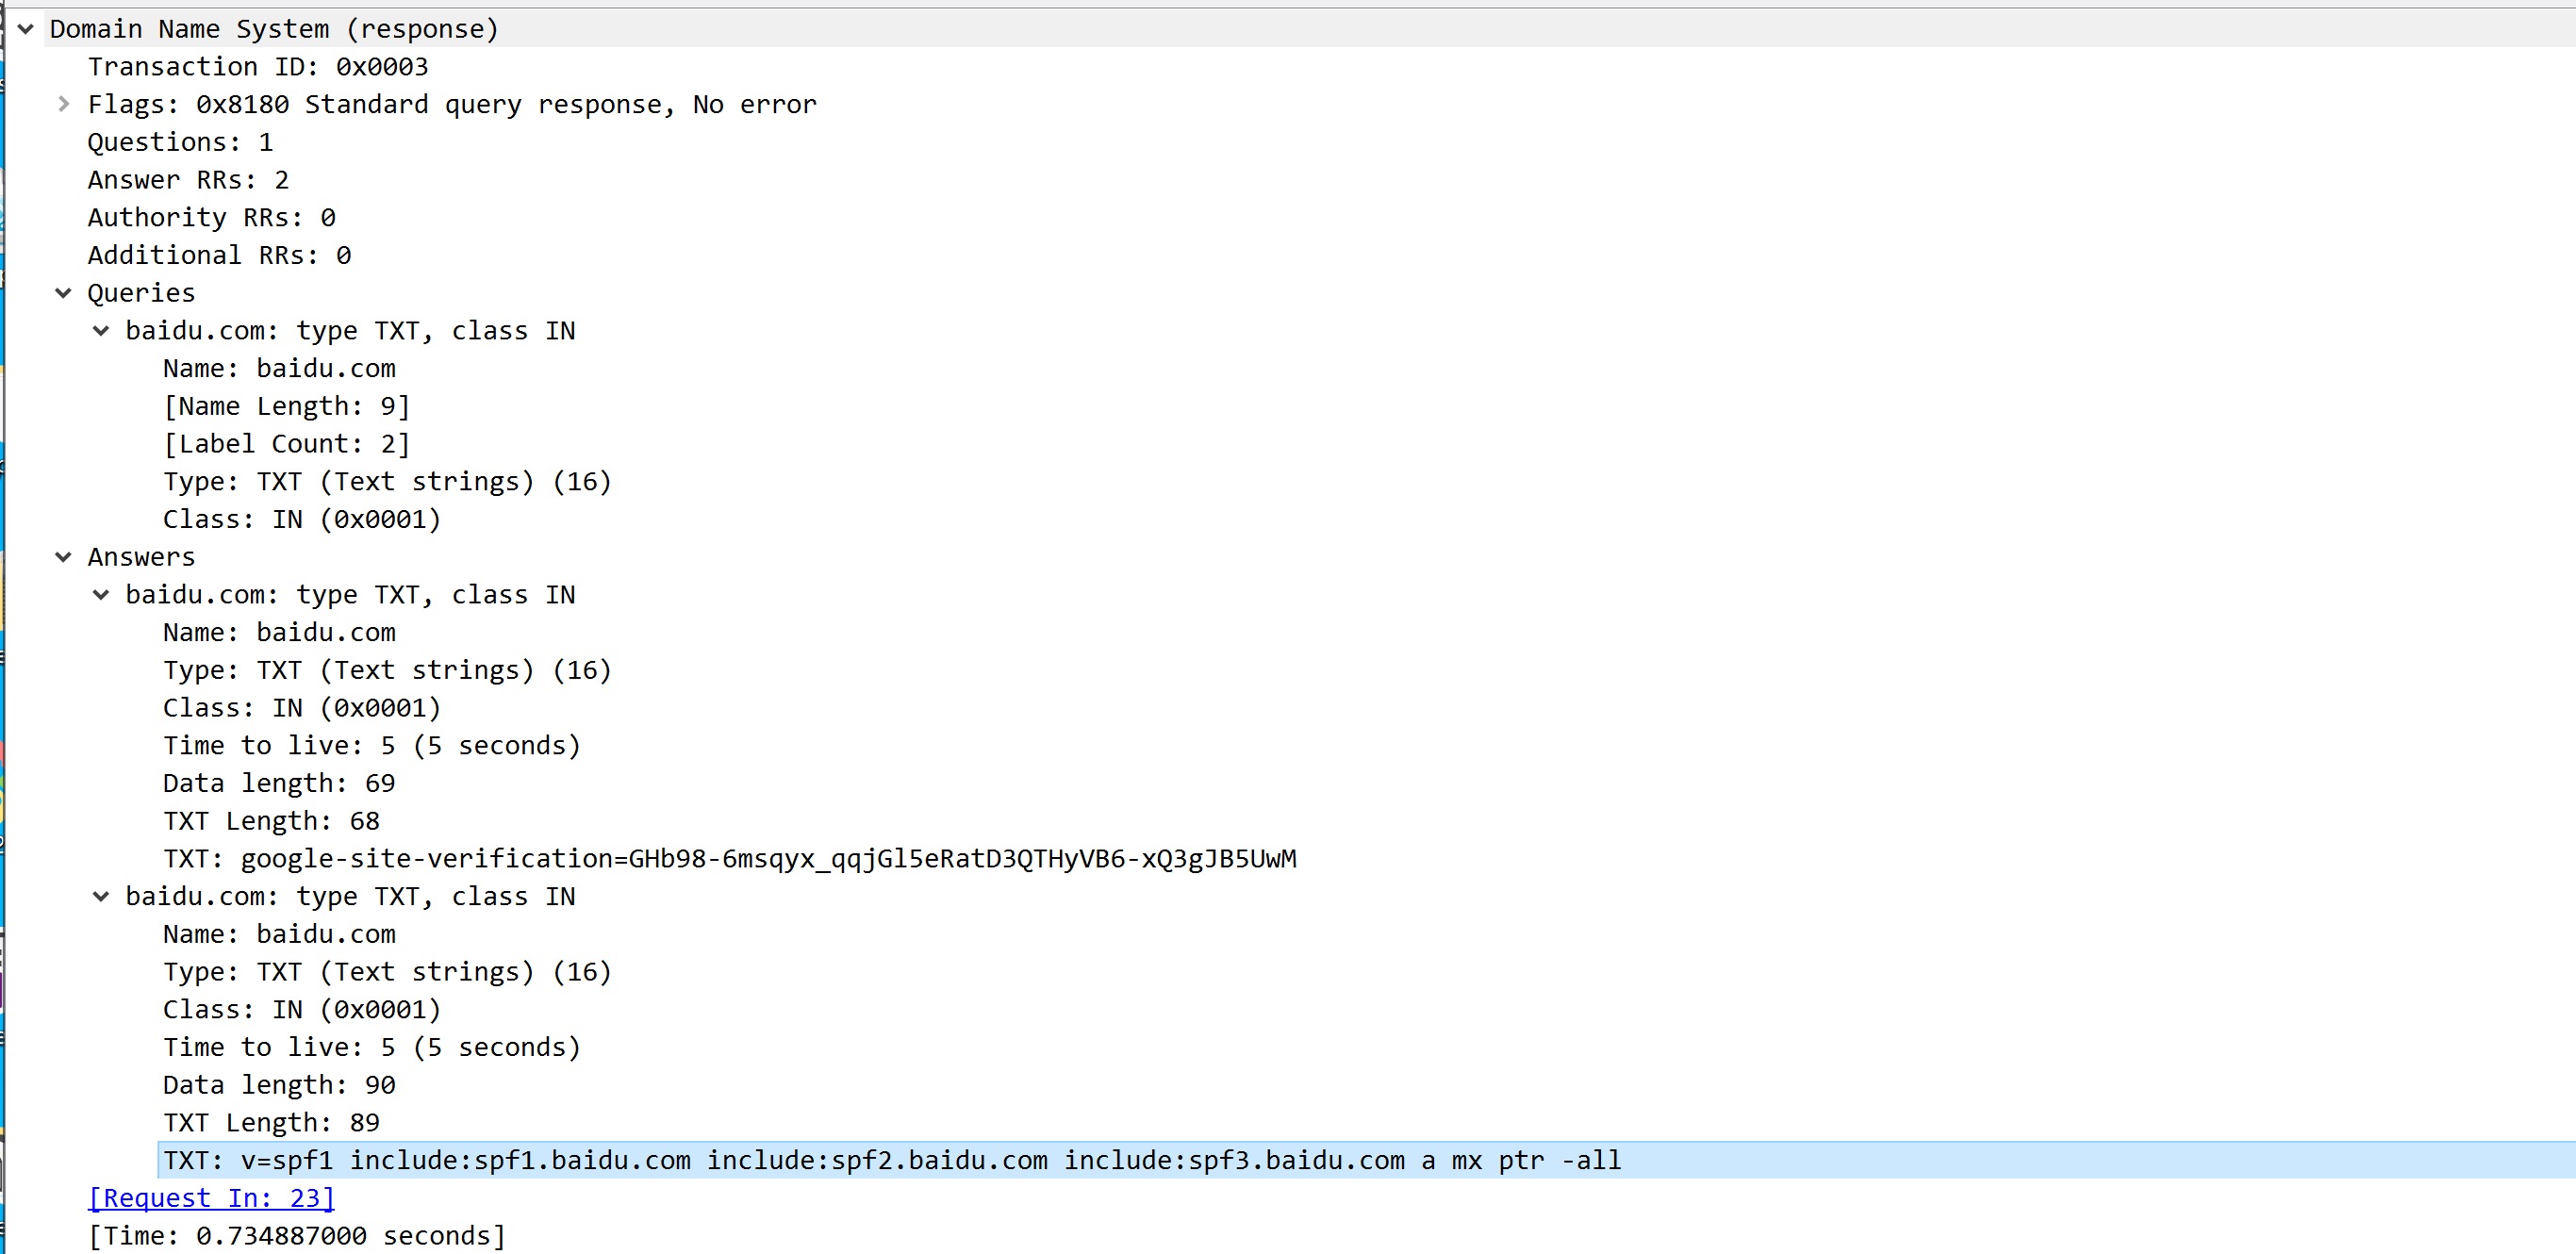 Domain Name System (response)
Transaction ID: 0x0003
Flags: 0x8180 Standard query response, No error
Questions: 1
Answer RRs: 2
Authority RRs: 0
Additional RRs: 0
Queries
baidu.com: type TXT, class IN
Name: baidu.com
[Name Length: 9]
[Label Count: 2]
Type: TXT (Text strings) (16)
Class: IN (0x0001)
Answers
baidu.com: type TXT, class IN
Name: baidu.com
Type: TXT (Text strings) (16)
Class: IN (0x0001)
Time to live: 5 (5 seconds)
Data length: 69
TXT Length: 68
TXT: google-site-verification=GHb98-6msqyx_qqjGl5eRatD3QTHyVB6-xQ3gJB5UwM
baidu.com: type TXT, class IN
Name: baidu.com
Type: TXT (Text strings) (16)
Class: IN (0x0001)
Time to live: 5 (5 seconds)
Data length: 90
TXT Length: 89
TXT: v=spf1 include:spf1.baidu.com include:spf2.baidu.com include:spf3.baidu.com a mx ptr -all
[Request In: 23]
[Time: 0.734887000 seconds]